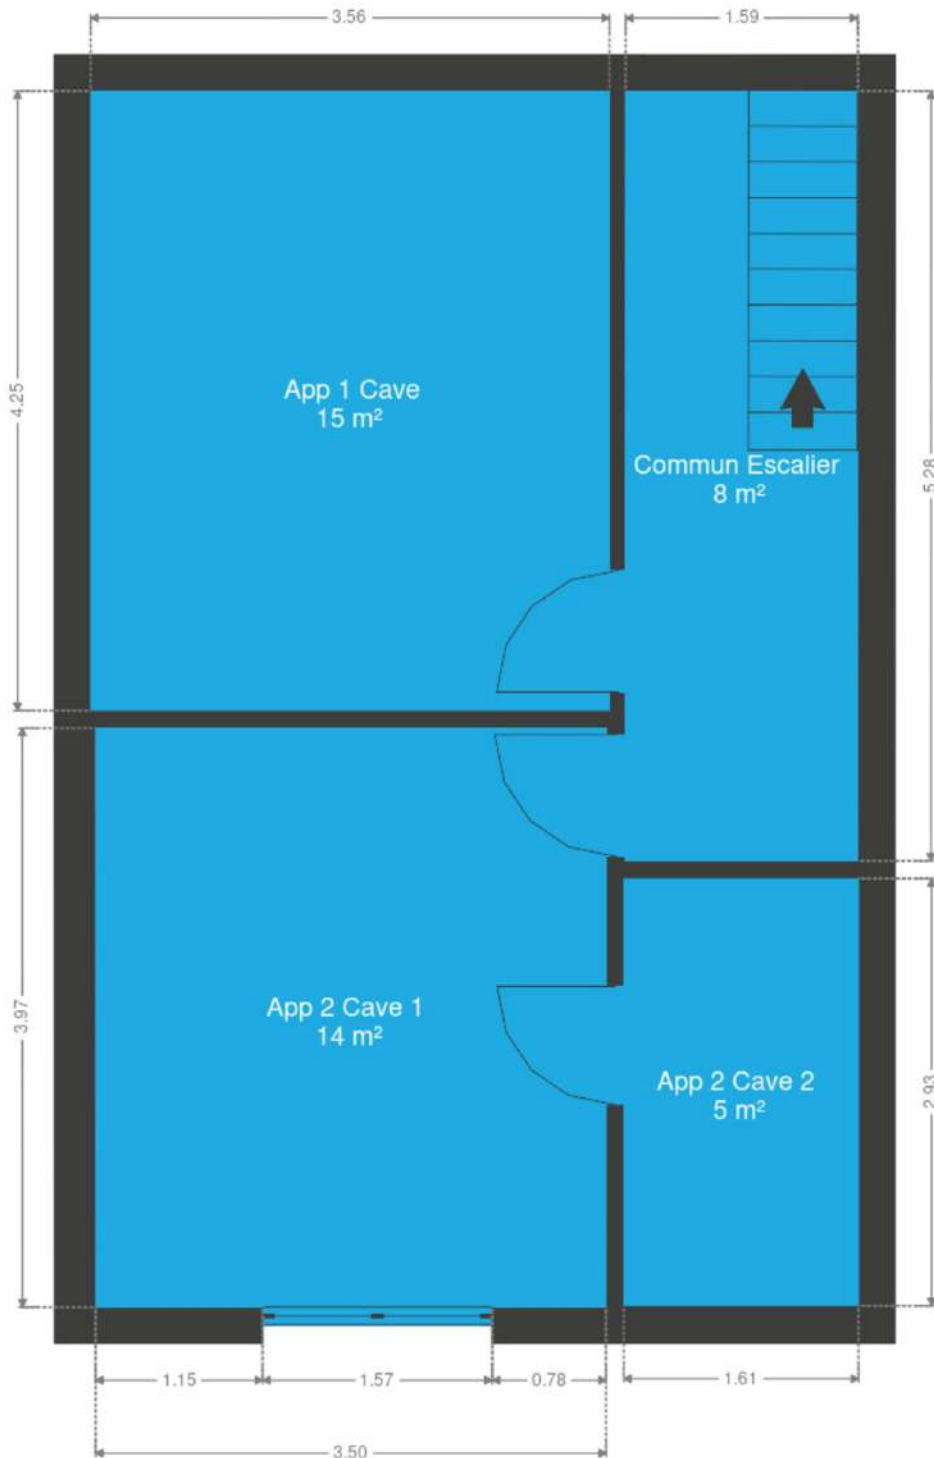 3.56
1.59
4.25
App 1 Cave
15 m²
Commun Escalier
8 m²
5.28
3.97
App 2 Cave 1
14 m²
App 2 Cave 2
5 m²
2.93
1.15
1.57
0.78
1.61
3.50